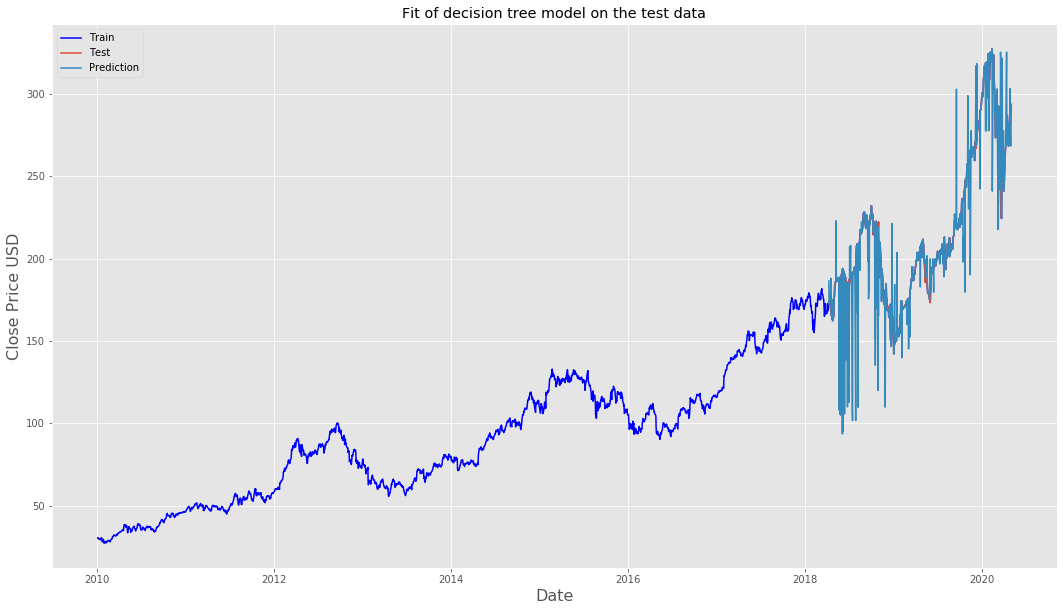 Fit of decision tree model on the test data
Train
Test
Prediction
Close Price USD
300
250
200
150
100
50
2010
2012
2014
2016
2018
2020
Date